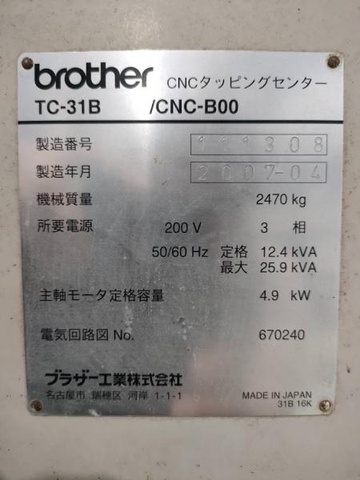 brother CNCタッピングセンター
TC-31B /CNC-B00
製造番号 111308
製造年月 2007-04
機械質量 2470 kg
所要電源 200 V 3 相
50/60 Hz 定格 12.4 kVA
最大 25.9 kVA
主軸モータ定格容量 4.9 kW
電気回路図 No. 670240
ブラザー工業株式会社
名古屋市 瑞穂区 河岸 1-1-1
MADE IN JAPAN
31B 16K